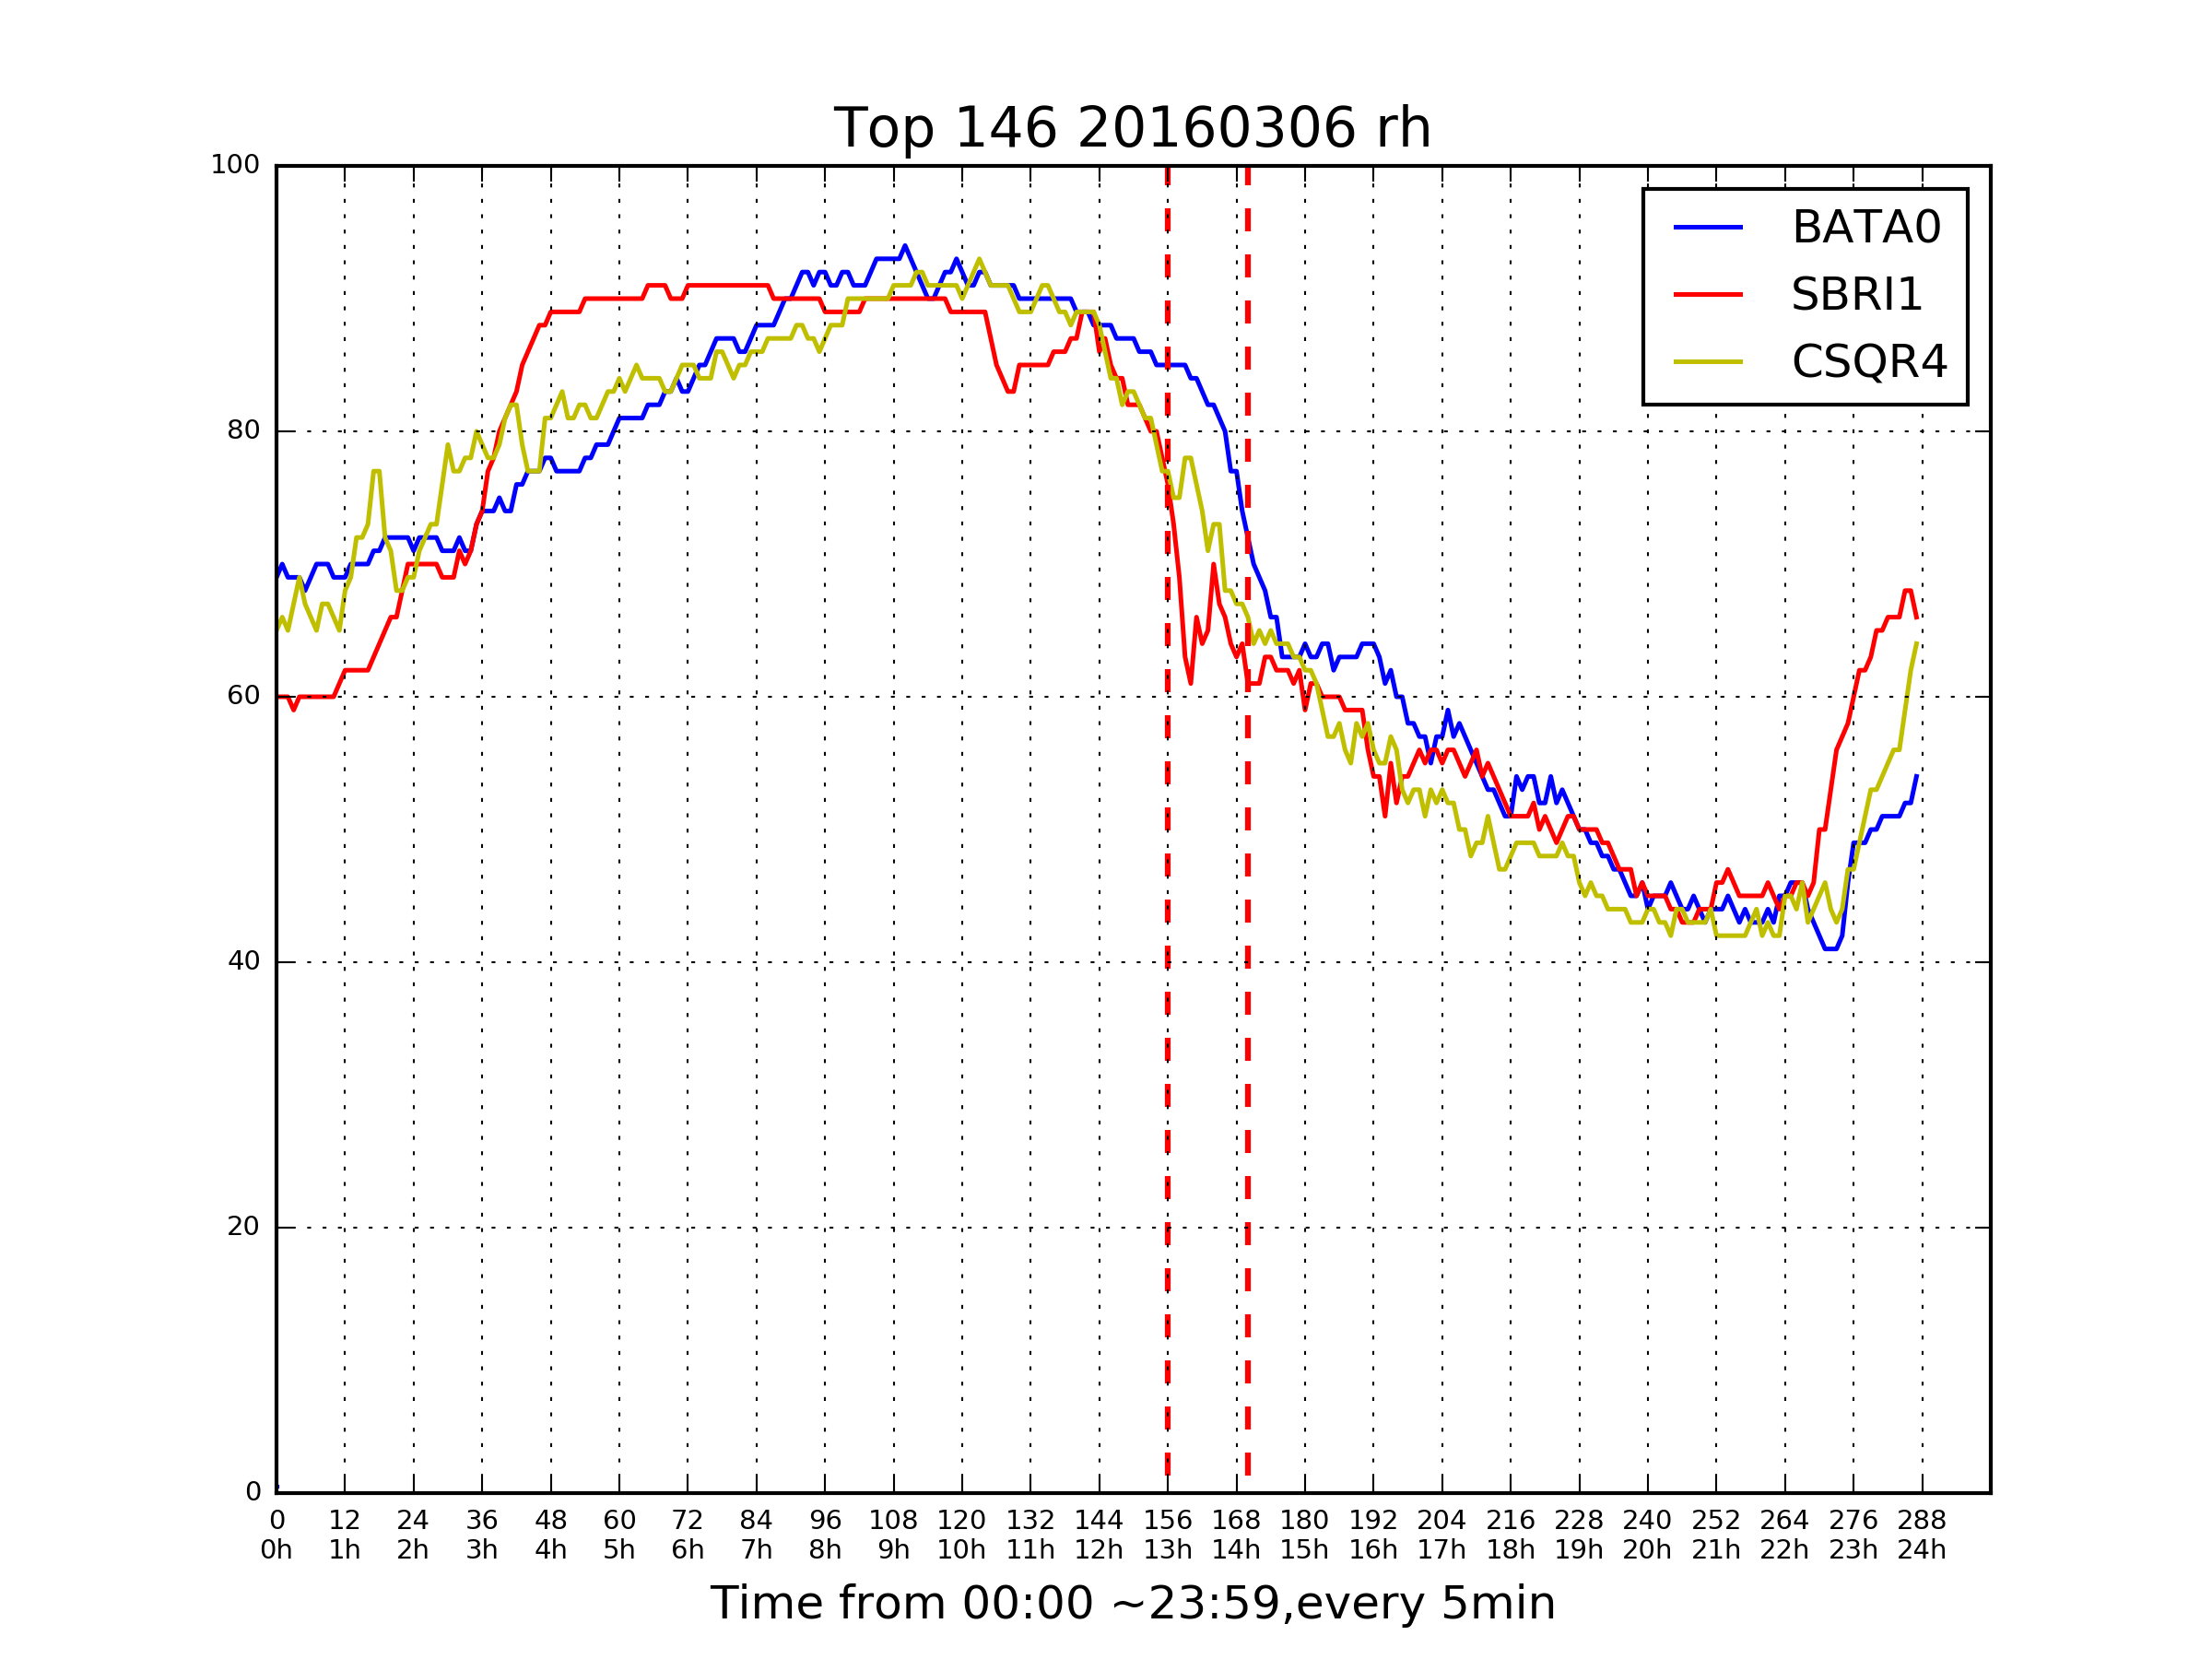 Top 146 20160306 rh
100
80
60
40
20
0
BATA0
SBRI1
CSQR4
0 12 24 36 48 60 72 84 96 108 120 132 144 156 168 180 192 204 216 228 240 252 264 276 288
0h 1h 2h 3h 4h 5h 6h 7h 8h 9h 10h 11h 12h 13h 14h 15h 16h 17h 18h 19h 20h 21h 22h 23h 24h
Time from 00:00 ~23:59,every 5min